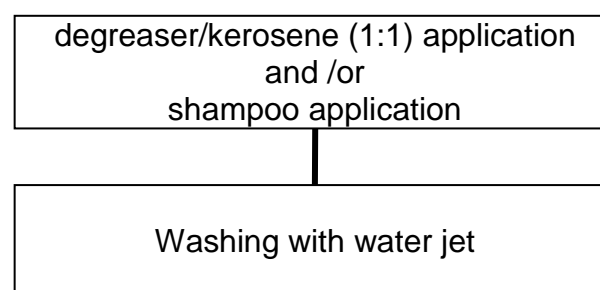 degreaser/kerosene (1:1) application
and /or
shampoo application
Washing with water jet